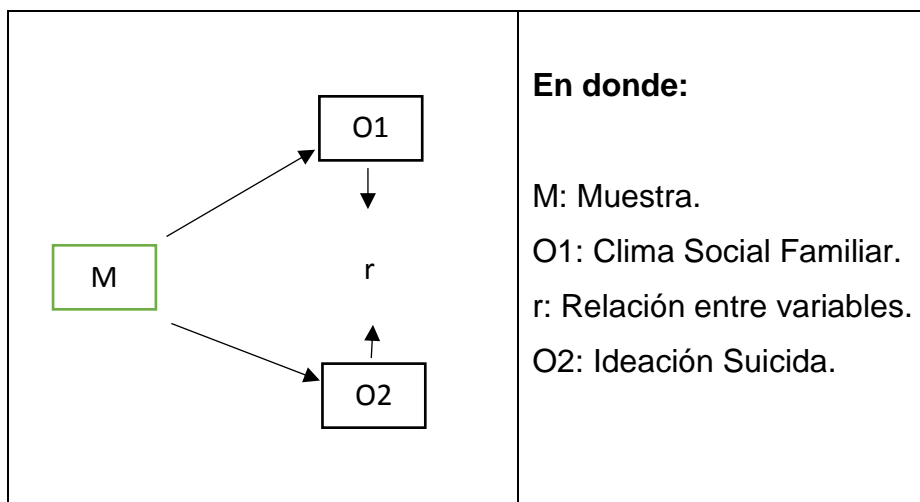 O1
M
r
O2
En donde:
M: Muestra.
O1: Clima Social Familiar.
r: Relación entre variables.
O2: Ideación Suicida.